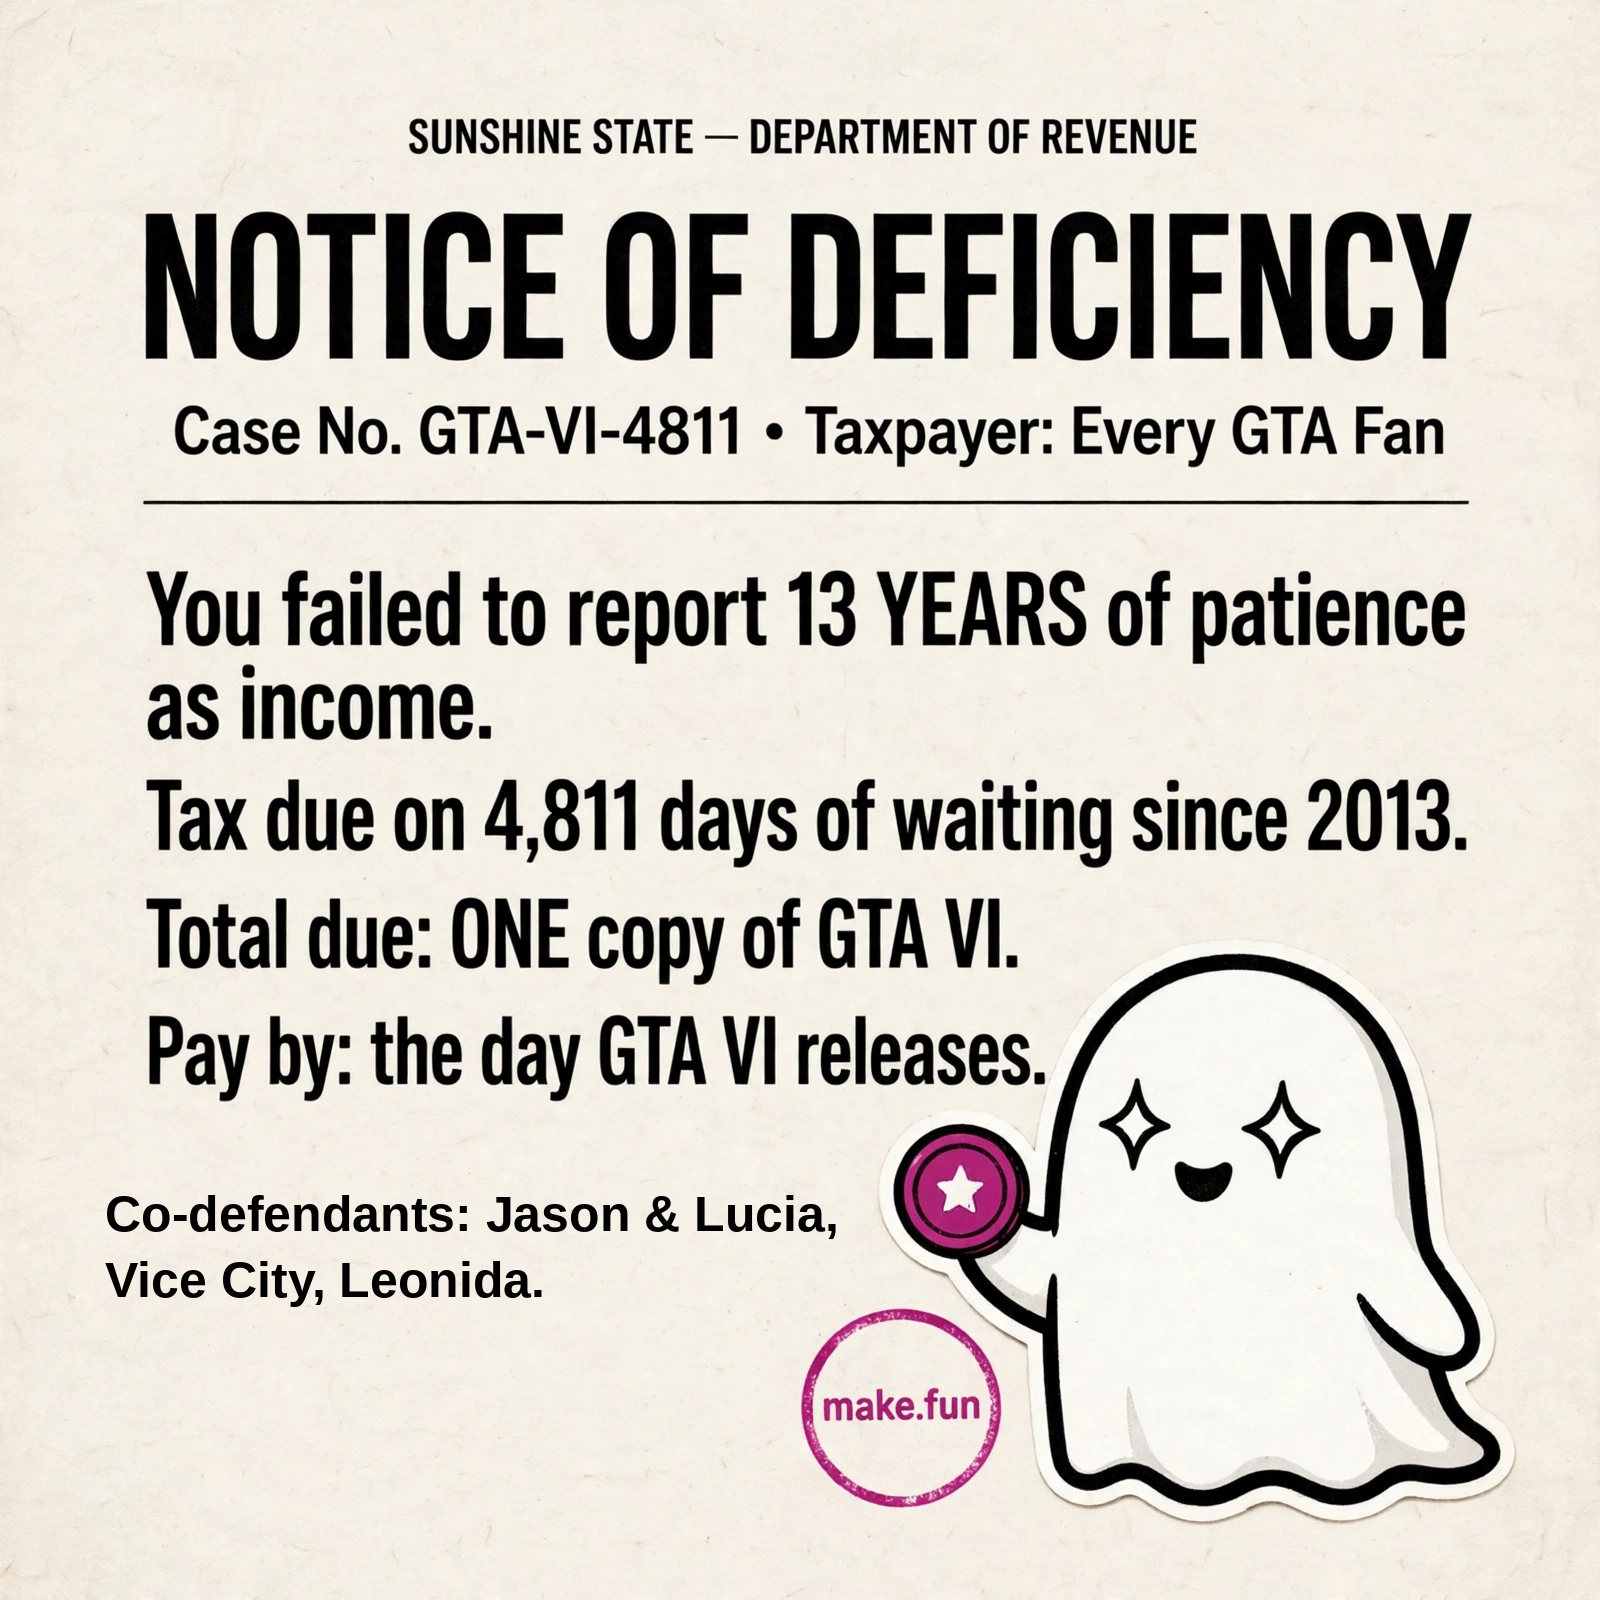 SUNSHINE STATE — DEPARTMENT OF REVENUE
NOTICE OF DEFICIENCY
Case No. GTA-VI-4811 • Taxpayer: Every GTA Fan
You failed to report 13 YEARS of patience
as income.
Tax due on 4,811 days of waiting since 2013.
Total due: ONE copy of GTA VI.
Pay by: the day GTA VI releases.
Co-defendants: Jason & Lucia,
Vice City, Leonida.
make.fun